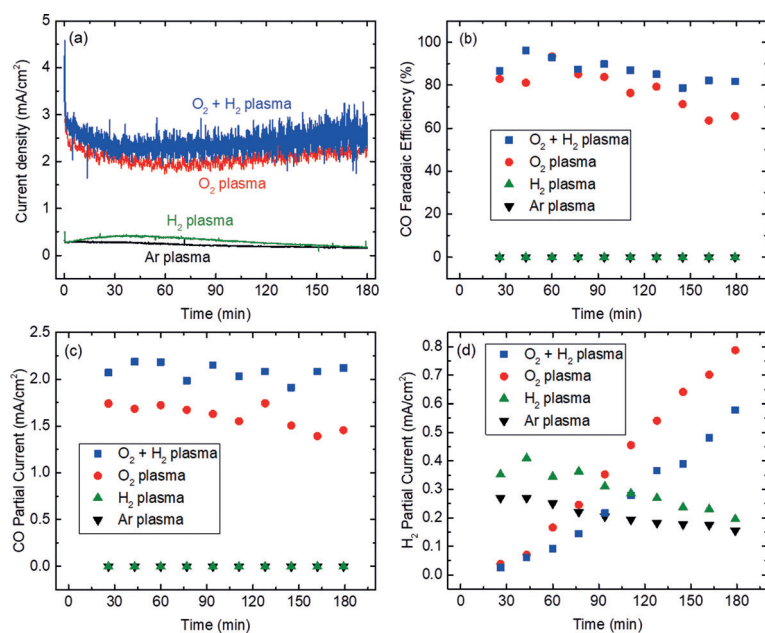 (a)
Current density (mA/cm²)
5
4
3
2
1
0
O₂ + H₂ plasma
O₂ plasma
H₂ plasma
Ar plasma
0 30 60 90 120 150 180
Time (min)
(b)
CO Faradaic Efficiency (%)
100
80
60
40
20
0
O₂ + H₂ plasma
O₂ plasma
H₂ plasma
Ar plasma
0 30 60 90 120 150 180
Time (min)
(c)
CO Partial Current (mA/cm²)
2.5
2.0
1.5
1.0
0.5
0.0
O₂ + H₂ plasma
O₂ plasma
H₂ plasma
Ar plasma
0 30 60 90 120 150 180
Time (min)
(d)
H₂ Partial Current (mA/cm²)
0.8
0.7
0.6
0.5
0.4
0.3
0.2
0.1
0.0
O₂ + H₂ plasma
O₂ plasma
H₂ plasma
Ar plasma
0 30 60 90 120 150 180
Time (min)